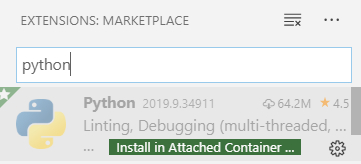 EXTENSIONS: MARKETPLACE
python
Python 2019.9.34911 64.2M 4.5
Linting, Debugging (multi-threaded, ...
... Install in Attached Container ...